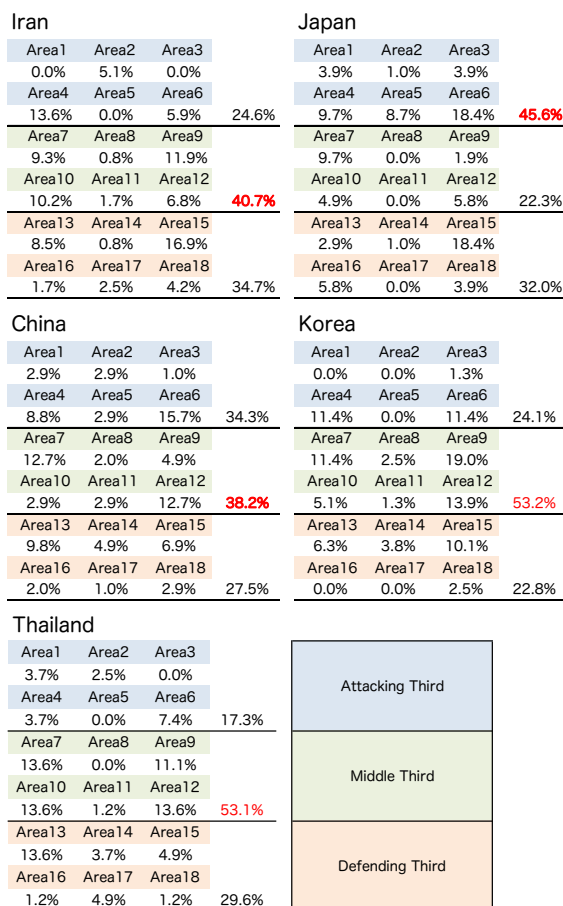 Iran
Area1 Area2 Area3
0.0% 5.1% 0.0%
Area4 Area5 Area6
13.6% 0.0% 5.9% 24.6%
Area7 Area8 Area9
9.3% 0.8% 11.9%
Area10 Area11 Area12
10.2% 1.7% 6.8% 40.7%
Area13 Area14 Area15
8.5% 0.8% 16.9%
Area16 Area17 Area18
1.7% 2.5% 4.2% 34.7%
Japan
Area1 Area2 Area3
3.9% 1.0% 3.9%
Area4 Area5 Area6
9.7% 8.7% 18.4% 45.6%
Area7 Area8 Area9
9.7% 0.0% 1.9%
Area10 Area11 Area12
4.9% 0.0% 5.8% 22.3%
Area13 Area14 Area15
2.9% 1.0% 18.4%
Area16 Area17 Area18
5.8% 0.0% 3.9% 32.0%
China
Area1 Area2 Area3
2.9% 2.9% 1.0%
Area4 Area5 Area6
8.8% 2.9% 15.7% 34.3%
Area7 Area8 Area9
12.7% 2.0% 4.9%
Area10 Area11 Area12
2.9% 2.9% 12.7% 38.2%
Area13 Area14 Area15
9.8% 4.9% 6.9%
Area16 Area17 Area18
2.0% 1.0% 2.9% 27.5%
Korea
Area1 Area2 Area3
0.0% 0.0% 1.3%
Area4 Area5 Area6
11.4% 0.0% 11.4% 24.1%
Area7 Area8 Area9
11.4% 2.5% 19.0%
Area10 Area11 Area12
5.1% 1.3% 13.9% 53.2%
Area13 Area14 Area15
6.3% 3.8% 10.1%
Area16 Area17 Area18
0.0% 0.0% 2.5% 22.8%
Thailand
Area1 Area2 Area3
3.7% 2.5% 0.0%
Area4 Area5 Area6
3.7% 0.0% 7.4% 17.3%
Area7 Area8 Area9
13.6% 0.0% 11.1%
Area10 Area11 Area12
13.6% 1.2% 13.6% 53.1%
Area13 Area14 Area15
13.6% 3.7% 4.9%
Area16 Area17 Area18
1.2% 4.9% 1.2% 29.6%
Attacking Third
Middle Third
Defending Third